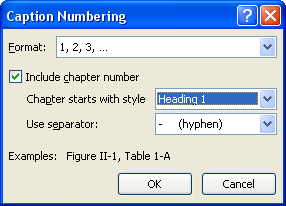 Caption Numbering
Format: 1, 2, 3, ...
Include chapter number
Chapter starts with style Heading 1
Use separator: - (hyphen)
Examples: Figure II-1, Table 1-A
OK Cancel